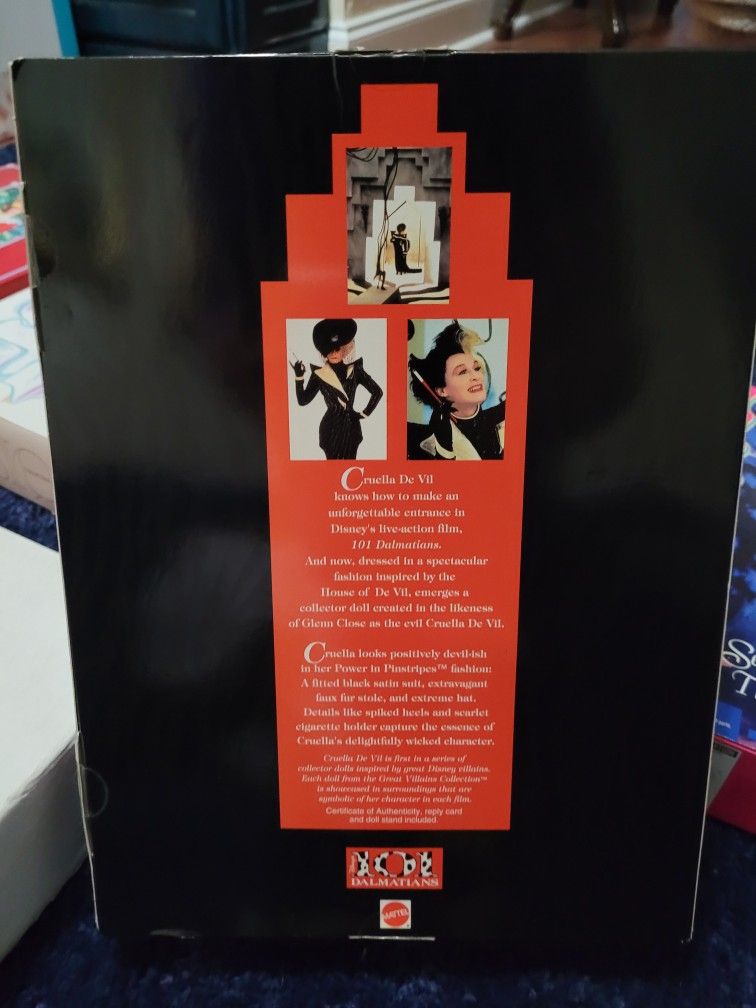 Cruella De Vil
knows how to make an
unforgettable entrance in
Disney's live-action film,
101 Dalmatians.
And now, dressed in a spectacular
fashion inspired by the
House of De Vil, emerges a
collector doll created in the likeness
of Glenn Close as the evil Cruella De Vil.
Cruella looks positively devil-ish
in her Power in Pinstripes™ fashion:
A fitted black satin suit, extravagant
faux fur stole, and extreme hat.
Details like spiked heels and scarlet
cigarette holder capture the essence of
Cruella's delightfully wicked character.
Cruella De Vil is first in a series of
collector dolls inspired by great Disney villains.
Each doll from the Great Villains Collection™
is showcased in surroundings that are
symbolic of her character in each film.
Certificate of Authenticity, reply card
and doll stand included.
101
DALMATIANS
MATTEL